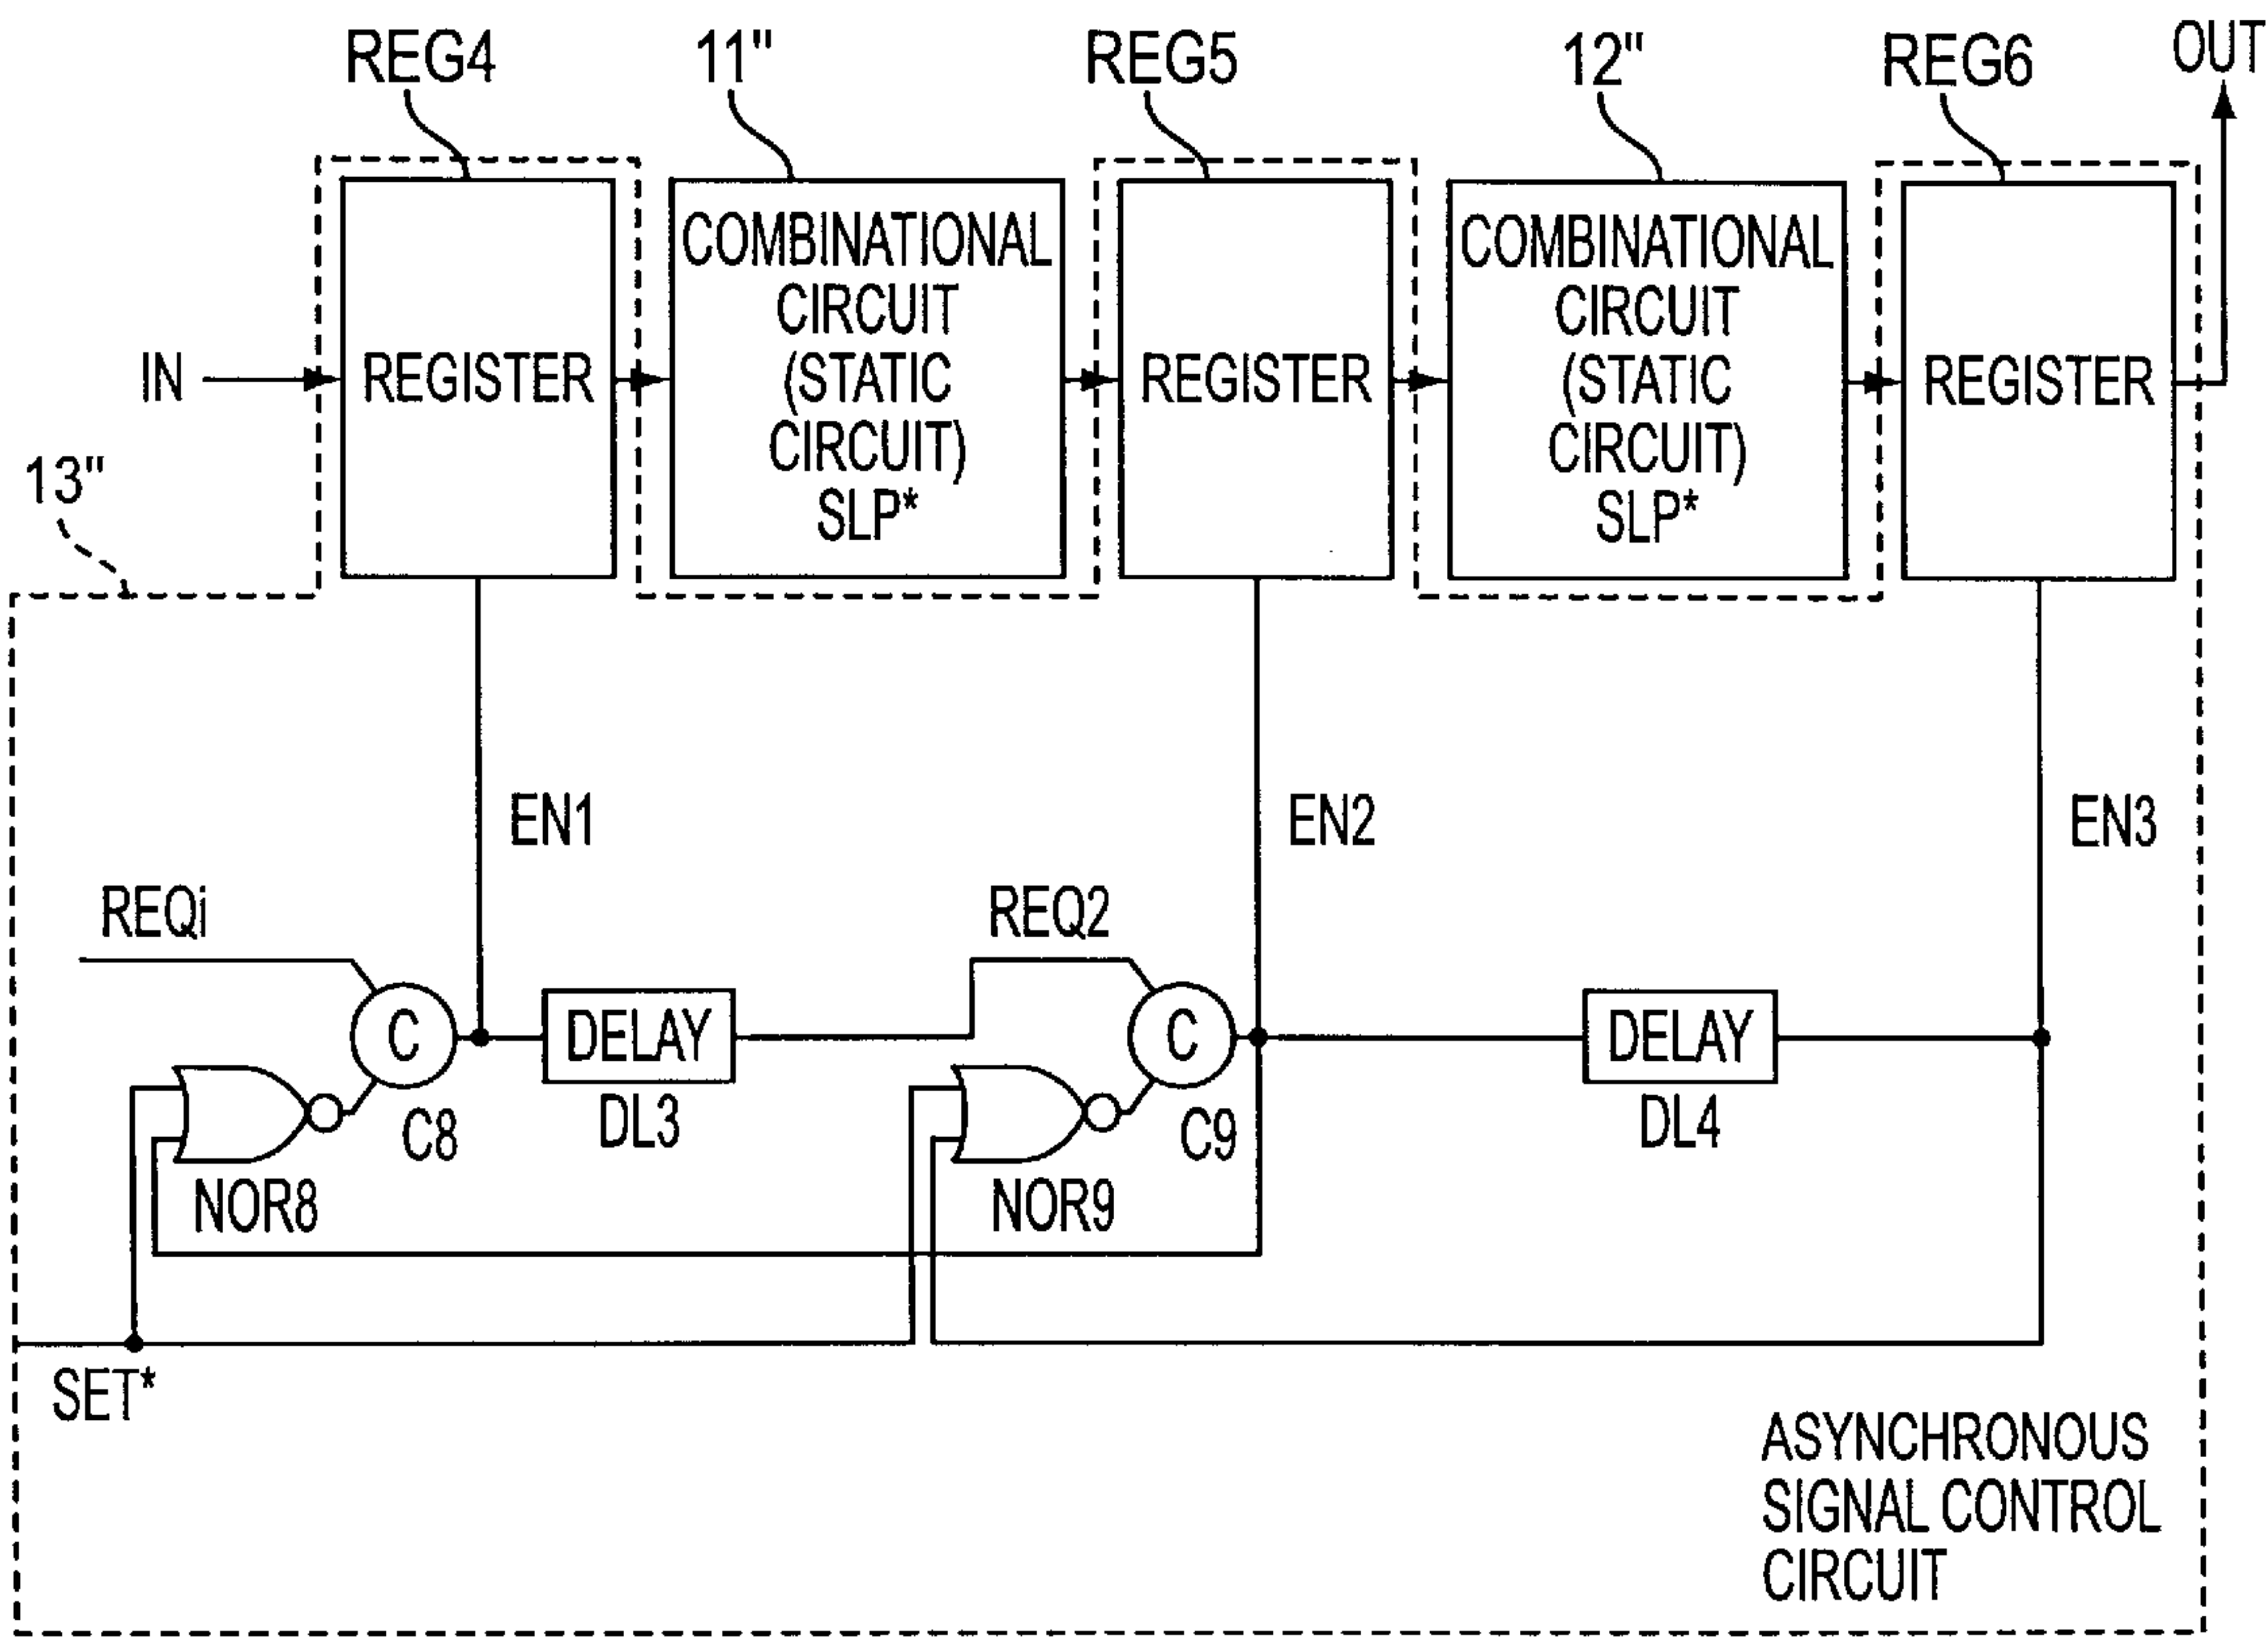 REG4
11"
REG5
12"
REG6
OUT
IN
REGISTER
COMBINATIONAL
CIRCUIT
(STATIC
CIRCUIT)
SLP*
REGISTER
COMBINATIONAL
CIRCUIT
(STATIC
CIRCUIT)
SLP*
REGISTER
13"
EN1
EN2
EN3
REQi
REQ2
C
DELAY
C
DELAY
C8
DL3
C9
DL4
NOR8
NOR9
SET*
ASYNCHRONOUS
SIGNAL CONTROL
CIRCUIT